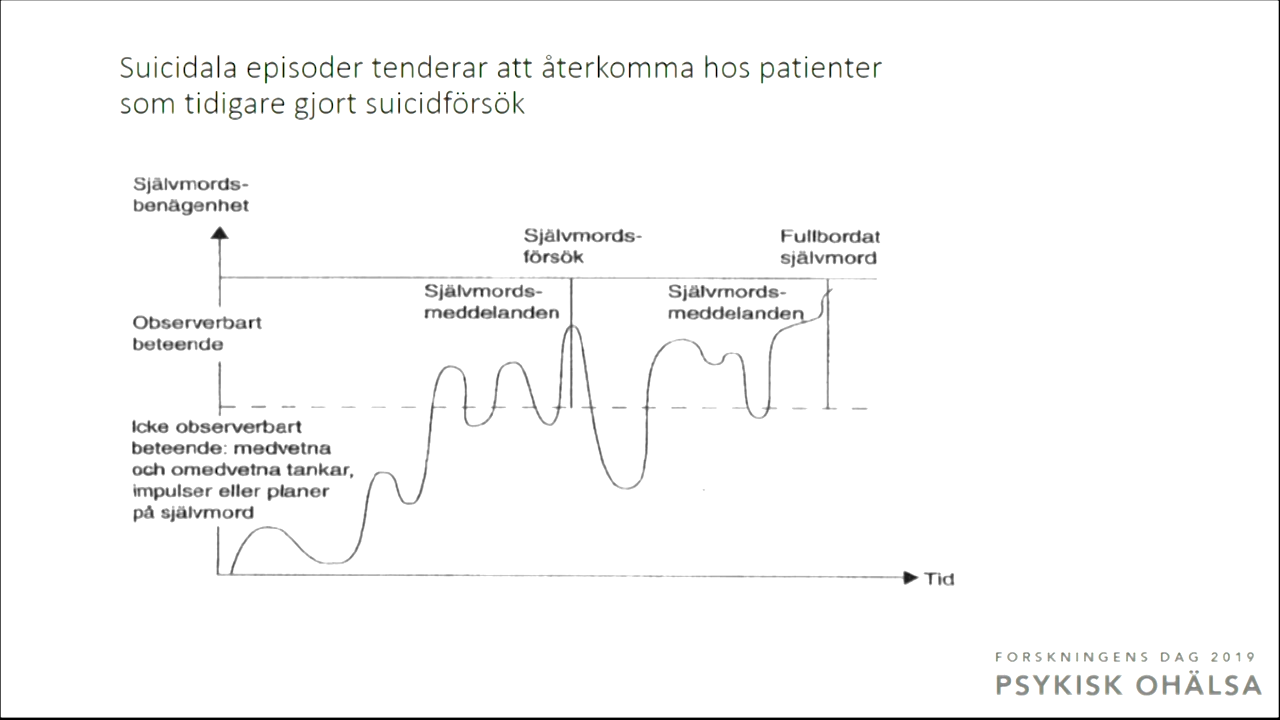 Suicidala episoder tenderar att återkomma hos patienter
som tidigare gjort suicidförsök
Självmords-
benägenhet
Självmords-
försök
Fullbordat
självmord
Självmords-
meddelanden
Självmords-
meddelanden
Observerbart
beteende
Icke observerbart
beteende: medvetna
och omedvetna tankar,
impulser eller planer
på självmord
Tid
FORSKNINGENS DAG 2019
PSYKISK OHÄLSA